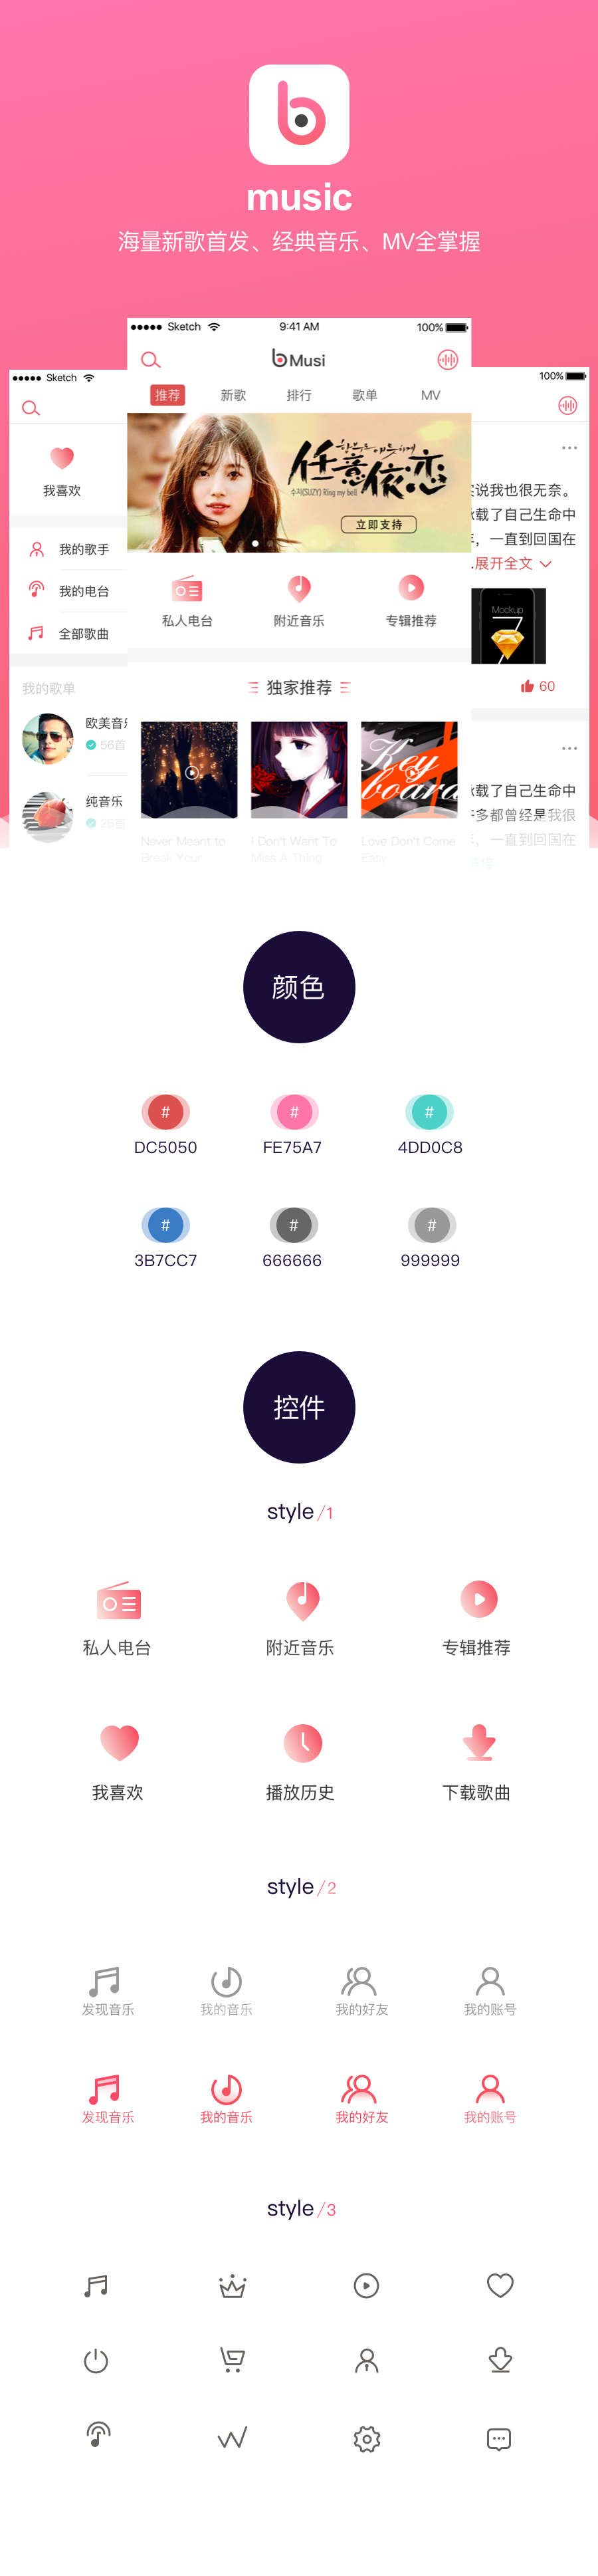 music
海量新歌首发、经典音乐、MV全掌握
Sketch
9:41 AM
100%
Musi
推荐
新歌
排行
歌单
MV
任意依恋
수지(SUZY) Ring my bell
立即支持
私人电台
附近音乐
专辑推荐
独家推荐
Key
board
Never Meant to
Break Your
I Don't Want To
Miss A Thing
Love Don't Come
Easy
Sketch
我喜欢
我的歌手
我的电台
全部歌曲
我的歌单
欧美音乐
56首
纯音乐
26首
100%
说我也很无奈。
载了自己生命中
，一直到回国在
...展开全文
Mockup
7
60
载了自己生命中
多都曾经是我很
，一直到回国在
颜色
#
#
#
DC5050
FE75A7
4DD0C8
#
#
#
3B7CC7
666666
999999
控件
style/1
私人电台
附近音乐
专辑推荐
我喜欢
播放历史
下载歌曲
style/2
发现音乐
我的音乐
我的好友
我的账号
发现音乐
我的音乐
我的好友
我的账号
style/3